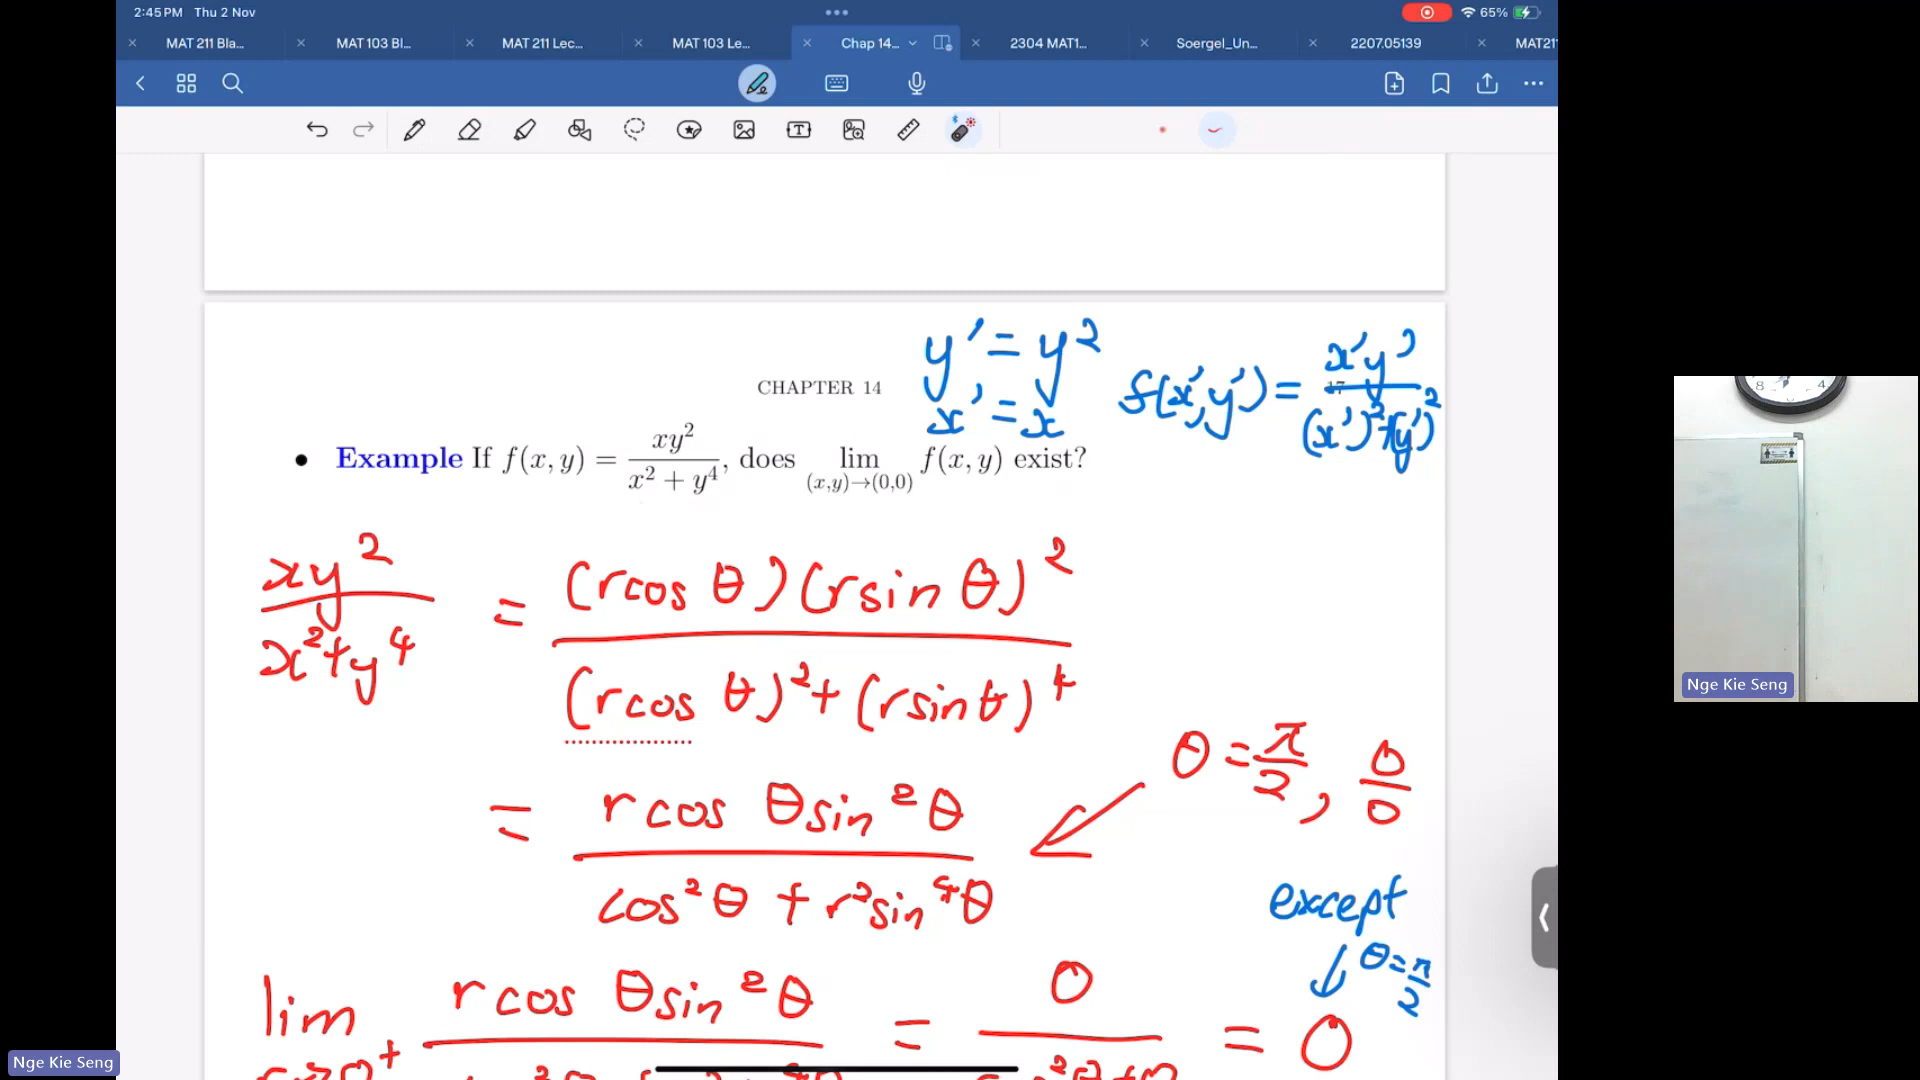 2:45 PM Thu 2 Nov
65%
MAT 211 Bla...
MAT 103 Bl...
MAT 211 Lec...
MAT 103 Le...
Chap 14...
2304 MAT1...
Soergel_Un...
2207.05139
MAT21
CHAPTER 14
y' = y²
x' = x
f(x', y') = x'y' / (x')² + (y')²
• Example If f(x, y) = xy² / x² + y⁴, does lim (x,y)→(0,0) f(x, y) exist?
xy² / x² + y⁴ = (r cos θ)(r sin θ)² / (r cos θ)² + (r sin θ)⁴
= r cos θ sin² θ / cos² θ + r² sin⁴ θ
θ = π/2, 0/0
except
θ = π/2
lim r cos θ sin² θ = 0 = 0
8 4
Nge Kie Seng
Nge Kie Seng